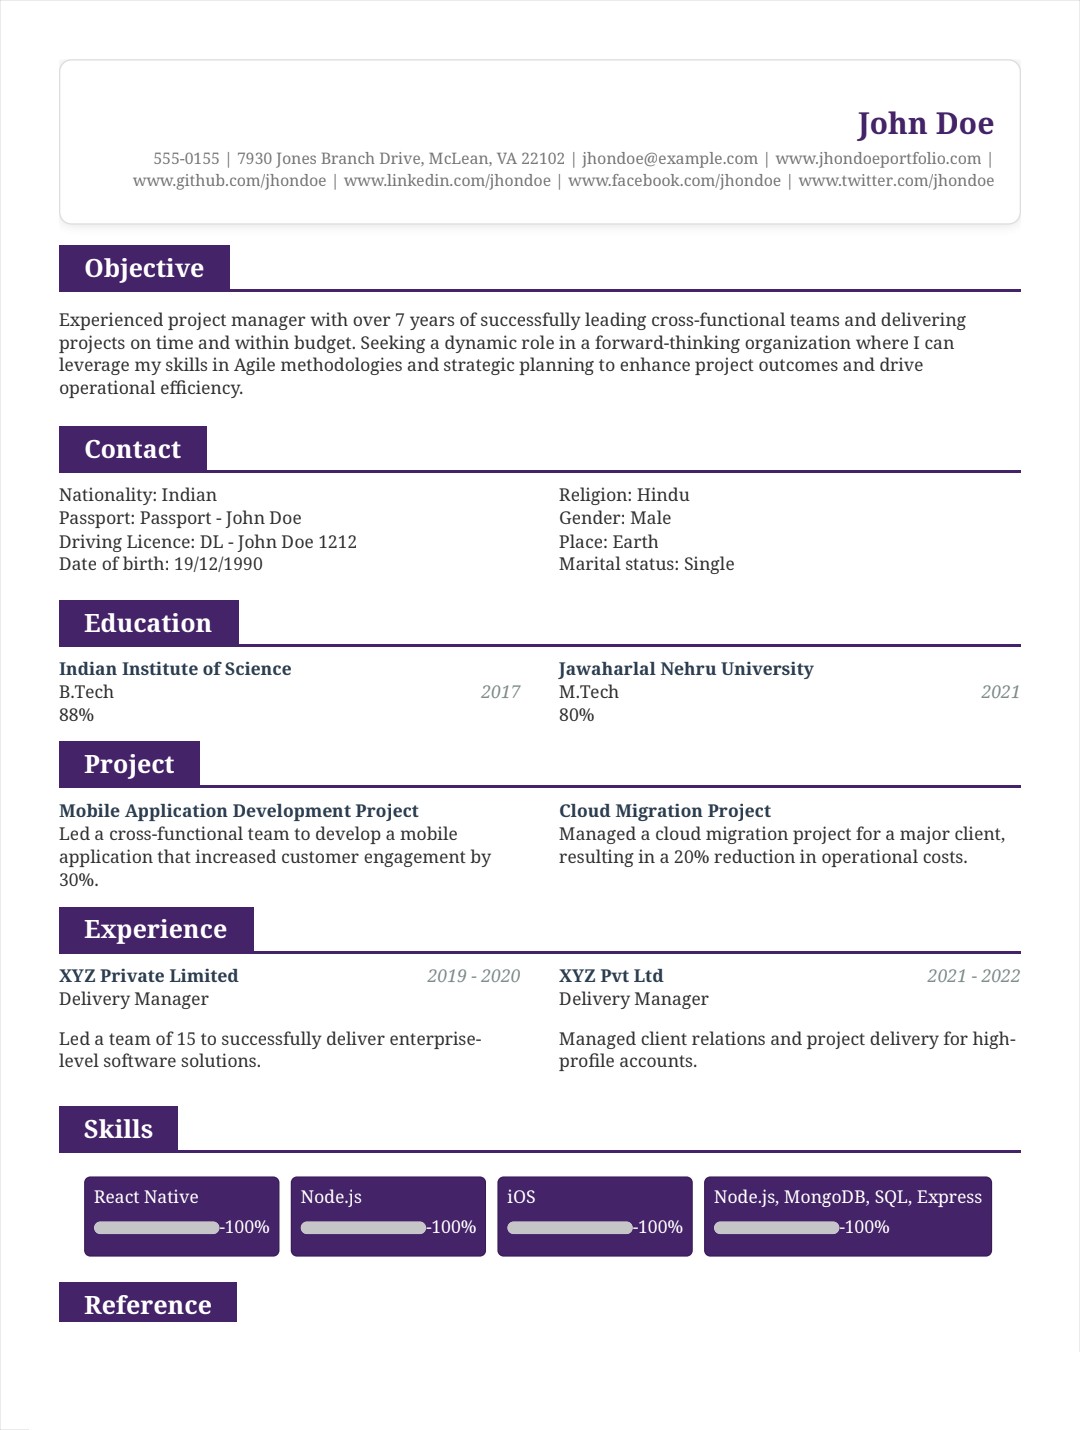 John Doe
555-0155 | 7930 Jones Branch Drive, McLean, VA 22102 | jhondoe@example.com | www.jhondoeportfolio.com |
www.github.com/jhondoe | www.linkedin.com/jhondoe | www.facebook.com/jhondoe | www.twitter.com/jhondoe
Objective
Experienced project manager with over 7 years of successfully leading cross-functional teams and delivering
projects on time and within budget. Seeking a dynamic role in a forward-thinking organization where I can
leverage my skills in Agile methodologies and strategic planning to enhance project outcomes and drive
operational efficiency.
Contact
Nationality: Indian
Passport: Passport - John Doe
Driving Licence: DL - John Doe 1212
Date of birth: 19/12/1990
Religion: Hindu
Gender: Male
Place: Earth
Marital status: Single
Education
Indian Institute of Science
B.Tech 2017
88%
Jawaharlal Nehru University
M.Tech 2021
80%
Project
Mobile Application Development Project
Led a cross-functional team to develop a mobile
application that increased customer engagement by
30%.
Cloud Migration Project
Managed a cloud migration project for a major client,
resulting in a 20% reduction in operational costs.
Experience
XYZ Private Limited 2019 - 2020
Delivery Manager
Led a team of 15 to successfully deliver enterprise-
level software solutions.
XYZ Pvt Ltd 2021 - 2022
Delivery Manager
Managed client relations and project delivery for high-
profile accounts.
Skills
React Native
-100%
Node.js
-100%
iOS
-100%
Node.js, MongoDB, SQL, Express
-100%
Reference